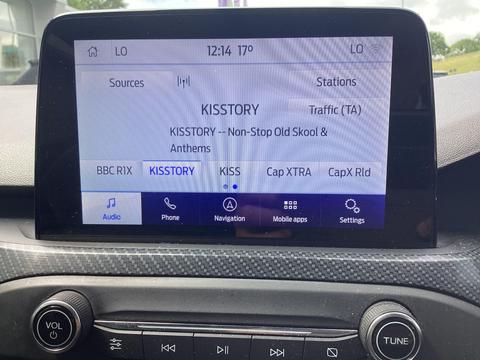 LO 12:14 17° LO
Sources Stations
KISSTORY Traffic (TA)
KISSTORY -- Non-Stop Old Skool &
Anthems
BBC R1X KISSTORY KISS Cap XTRA CapX Rld
Audio Phone Navigation Mobile apps Settings
VOL TUNE